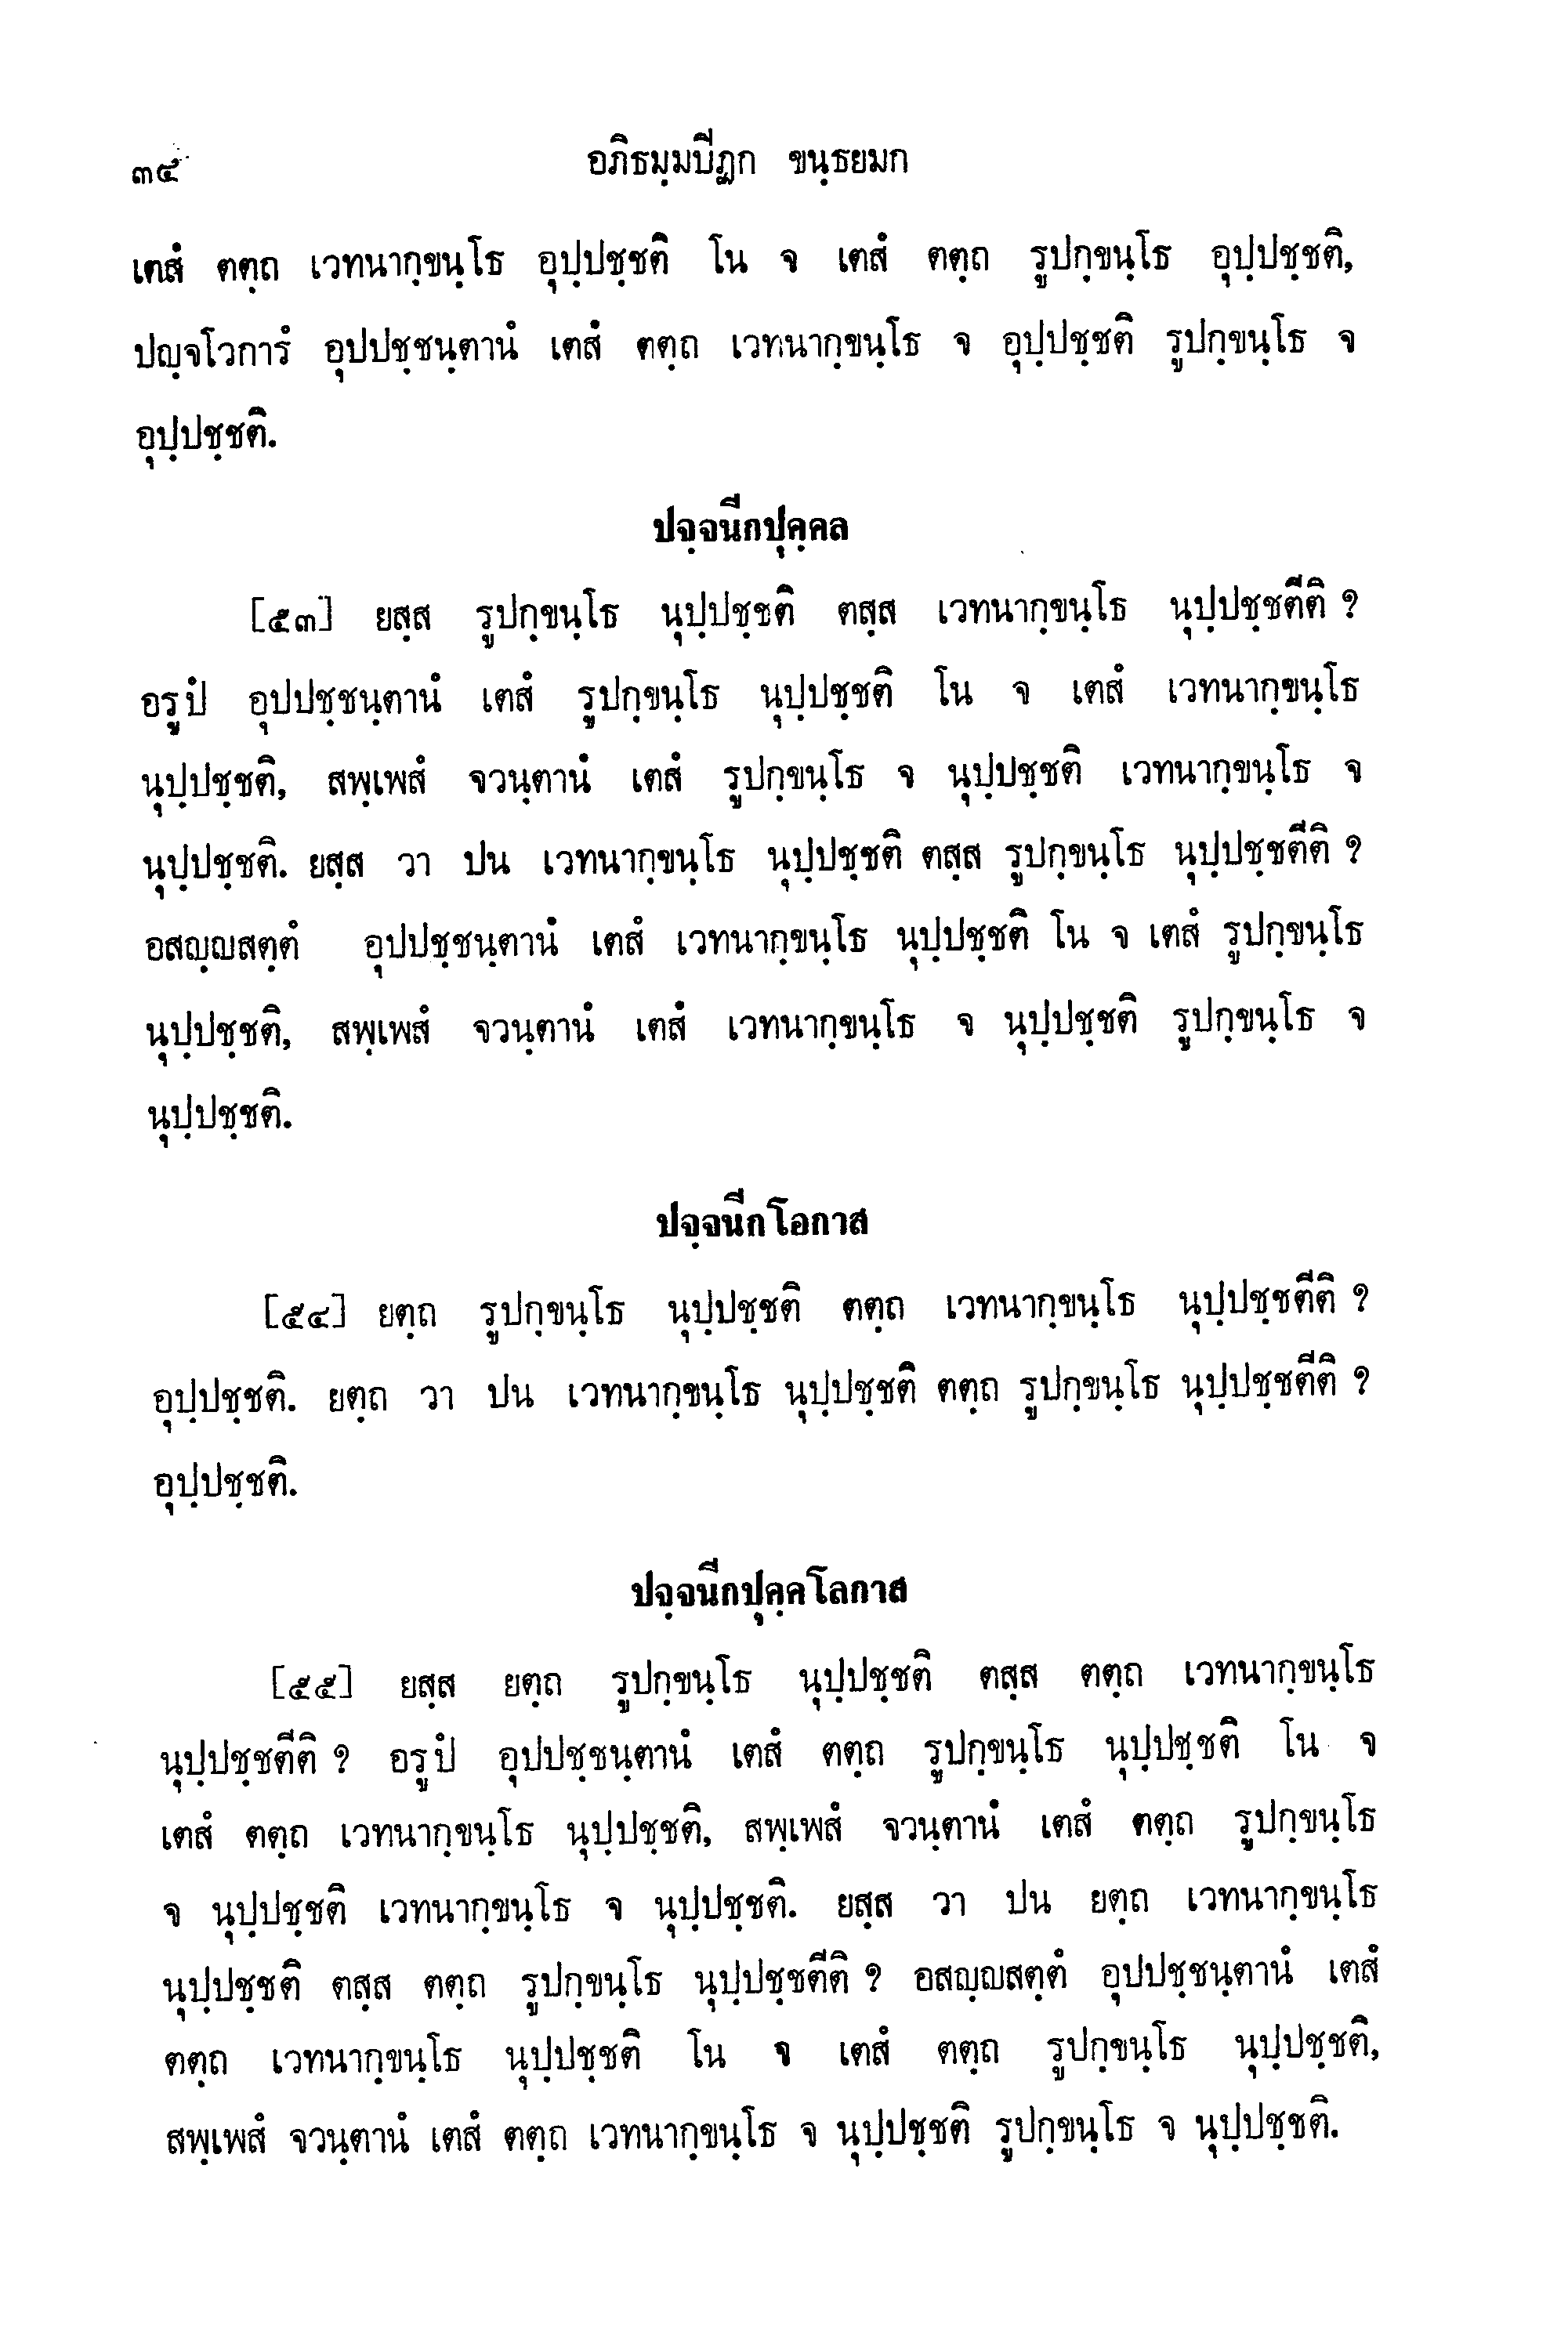 ๓๔ อภิธมฺมปิฏก ขนฺธยมก
เตสํ ตตฺถ เวทนากฺขนฺโธ อุปฺปชฺชติ โน จ เตสํ ตตฺถ รูปกฺขนฺโธ อุปฺปชฺชติ,
ปญฺจโวการํ อุปปชฺชนฺตานํ เตสํ ตตฺถ เวทนากฺขนฺโธ จ อุปฺปชฺชติ รูปกฺขนฺโธ จ
อุปฺปชฺชติ.
ปจฺจนีกปุคฺคล
[๕๓] ยสฺส รูปกฺขนฺโธ นุปฺปชฺชติ ตสฺส เวทนากฺขนฺโธ นุปฺปชฺชตีติ ?
อรูปํ อุปปชฺชนฺตานํ เตสํ รูปกฺขนฺโธ นุปฺปชฺชติ โน จ เตสํ เวทนากฺขนฺโธ
นุปฺปชฺชติ, สพฺเพสํ จวนฺตานํ เตสํ รูปกฺขนฺโธ จ นุปฺปชฺชติ เวทนากฺขนฺโธ จ
นุปฺปชฺชติ. ยสฺส วา ปน เวทนากฺขนฺโธ นุปฺปชฺชติ ตสฺส รูปกฺขนฺโธ นุปฺปชฺชตีติ ?
อสญฺญสตฺตํ อุปปชฺชนฺตานํ เตสํ เวทนากฺขนฺโธ นุปฺปชฺชติ โน จ เตสํ รูปกฺขนฺโธ
นุปฺปชฺชติ, สพฺเพสํ จวนฺตานํ เตสํ เวทนากฺขนฺโธ จ นุปฺปชฺชติ รูปกฺขนฺโธ จ
นุปฺปชฺชติ.
ปจฺจนีกโอกาส
[๕๔] ยตฺถ รูปกฺขนฺโธ นุปฺปชฺชติ ตตฺถ เวทนากฺขนฺโธ นุปฺปชฺชตีติ ?
อุปฺปชฺชติ. ยตฺถ วา ปน เวทนากฺขนฺโธ นุปฺปชฺชติ ตตฺถ รูปกฺขนฺโธ นุปฺปชฺชตีติ ?
อุปฺปชฺชติ.
ปจฺจนีกปุคฺคโลกาส
[๕๕] ยสฺส ยตฺถ รูปกฺขนฺโธ นุปฺปชฺชติ ตสฺส ตตฺถ เวทนากฺขนฺโธ
นุปฺปชฺชตีติ ? อรูปํ อุปปชฺชนฺตานํ เตสํ ตตฺถ รูปกฺขนฺโธ นุปฺปชฺชติ โน จ
เตสํ ตตฺถ เวทนากฺขนฺโธ นุปฺปชฺชติ, สพฺเพสํ จวนฺตานํ เตสํ ตตฺถ รูปกฺขนฺโธ
จ นุปฺปชฺชติ เวทนากฺขนฺโธ จ นุปฺปชฺชติ. ยสฺส วา ปน ยตฺถ เวทนากฺขนฺโธ
นุปฺปชฺชติ ตสฺส ตตฺถ รูปกฺขนฺโธ นุปฺปชฺชตีติ ? อสญฺญสตฺตํ อุปปชฺชนฺตานํ เตสํ
ตตฺถ เวทนากฺขนฺโธ นุปฺปชฺชติ โน จ เตสํ ตตฺถ รูปกฺขนฺโธ นุปฺปชฺชติ,
สพฺเพสํ จวนฺตานํ เตสํ ตตฺถ เวทนากฺขนฺโธ จ นุปฺปชฺชติ รูปกฺขนฺโธ จ นุปฺปชฺชติ.